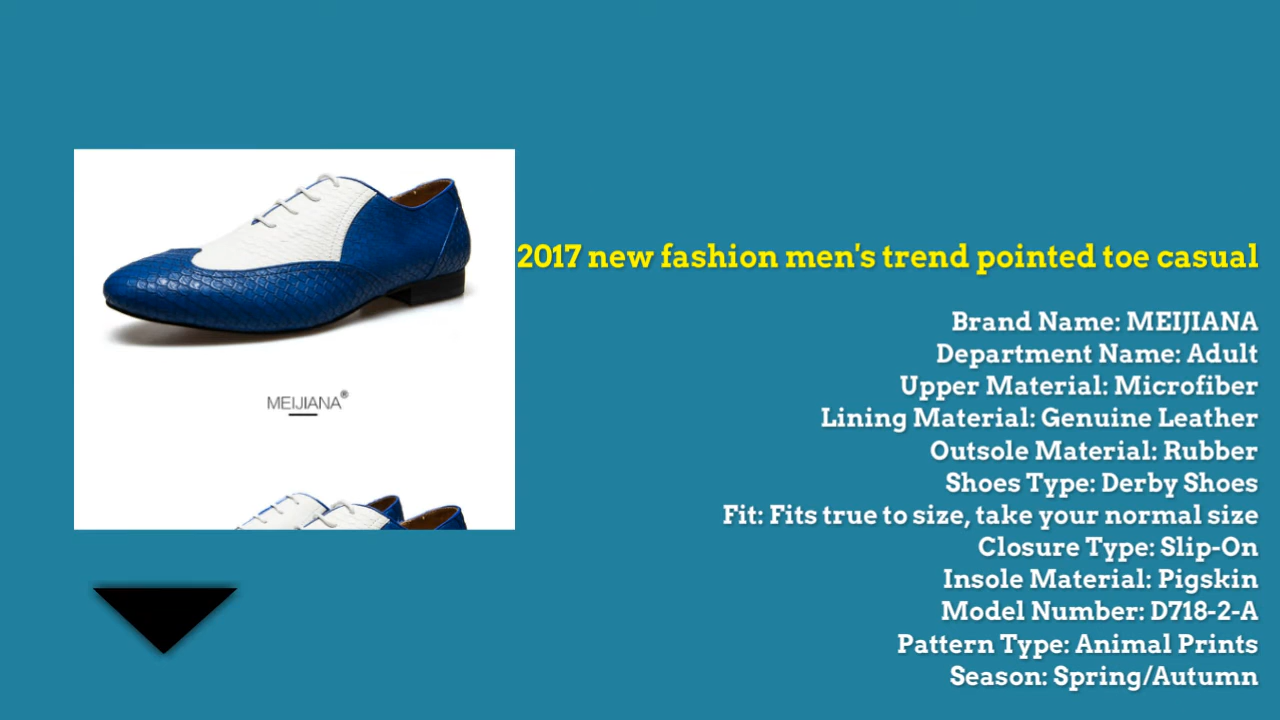 2017 new fashion men's trend pointed toe casual
Brand Name: MEIJIANA
Department Name: Adult
Upper Material: Microfiber
Lining Material: Genuine Leather
Outsole Material: Rubber
Shoes Type: Derby Shoes
Fit: Fits true to size, take your normal size
Closure Type: Slip-On
Insole Material: Pigskin
Model Number: D718-2-A
Pattern Type: Animal Prints
Season: Spring/Autumn
MEIJIANA®